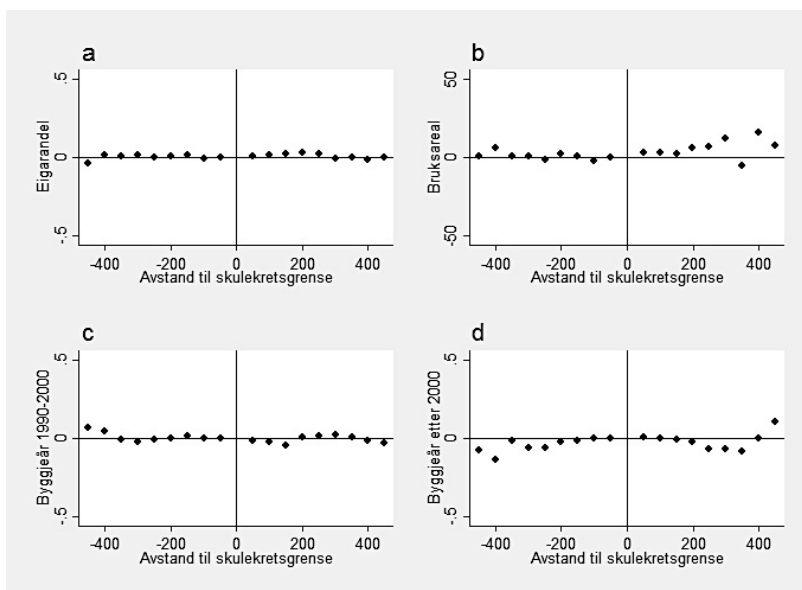 a
Eigarandel
.5
0
-.5
-400 -200 0 200 400
Avstand til skulekretsgrense
b
Bruksareal
50
0
-50
-400 -200 0 200 400
Avstand til skulekretsgrense
c
Byggjeår 1990-2000
.5
0
-.5
-400 -200 0 200 400
Avstand til skulekretsgrense
d
Byggjeår etter 2000
.5
0
-.5
-400 -200 0 200 400
Avstand til skulekretsgrense